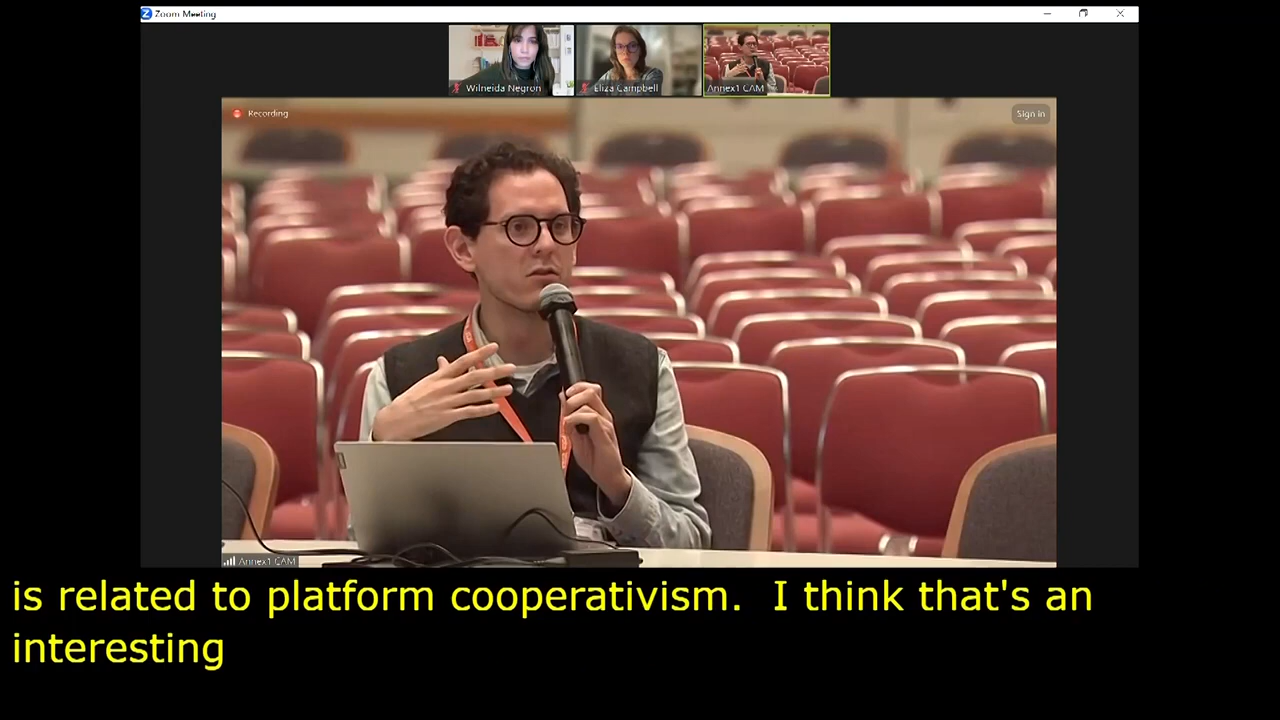 Zoom Meeting
Wilneida Negron
Eliza Campbell
Annex1 CAM
Recording
Sign in
Annex1 CAM
is related to platform cooperativism.  I think that's an
interesting